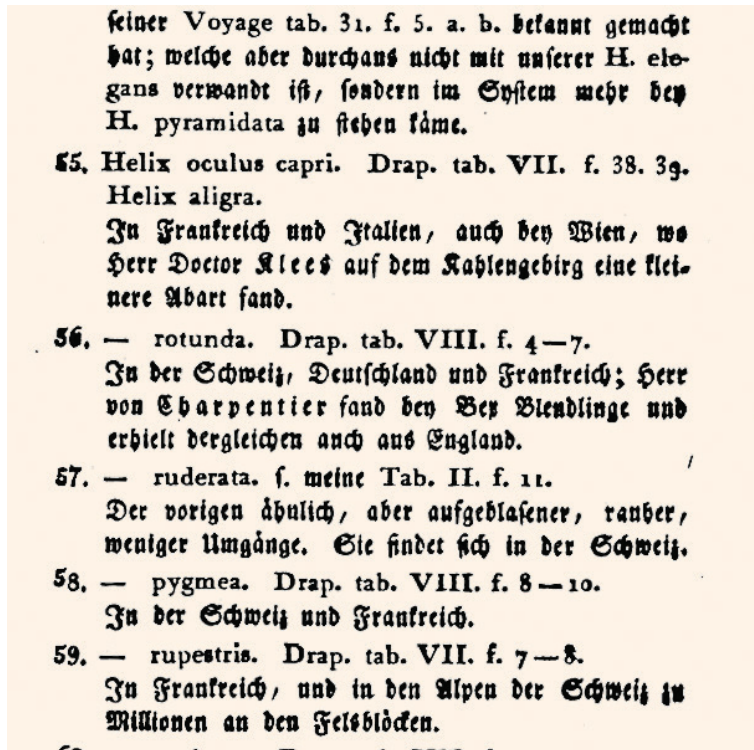 seiner Voyage tab. 31. f. 5. a. b. bekannt gemacht
hat; welche aber durchaus nicht mit unserer H. ele-
gans verwandt ist, sondern im System mehr bey
H. pyramidata zu stehen käme.
55. Helix oculus capri. Drap. tab. VII. f. 38. 39.
Helix aligra.
In Frankreich und Italien, auch bey Wien, wo
Herr Doctor Klees auf dem Kahlengebirg eine klei-
nere Abart fand.
56. — rotunda. Drap. tab. VIII. f. 4—7.
In der Schweiz, Deutschland und Frankreich; Herr
von Charpentier fand bey Bex Blendlinge und
erhielt dergleichen auch aus England.
57. — ruderata. s. meine Tab. II. f. 11.
Der vorigen ähnlich, aber aufgeblasener, rauher,
weniger Umgänge. Sie findet sich in der Schweiz.
58. — pygmea. Drap. tab. VIII. f. 8—10.
In der Schweiz und Frankreich.
59. — rupestris. Drap. tab. VII. f. 7—8.
In Frankreich, und in den Alpen der Schweiz zu
Millionen an den Felsblöcken.